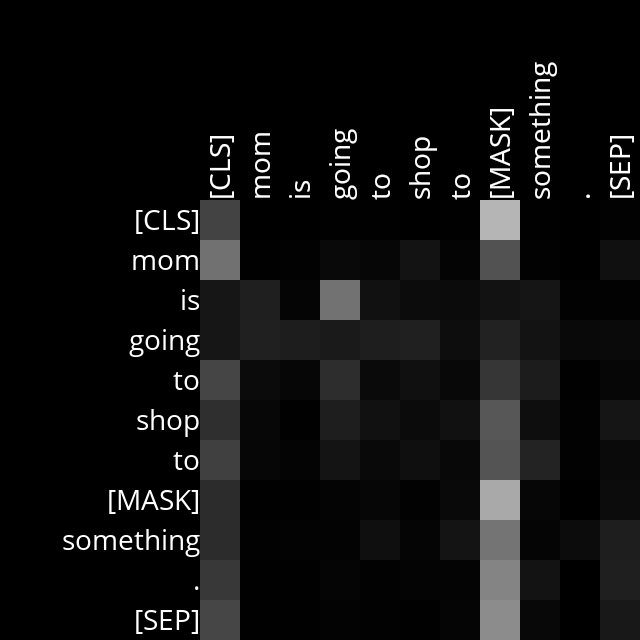 [CLS] mom is going to shop to [MASK] something . [SEP]
[CLS]
mom
is
going
to
shop
to
[MASK]
something
.
[SEP]